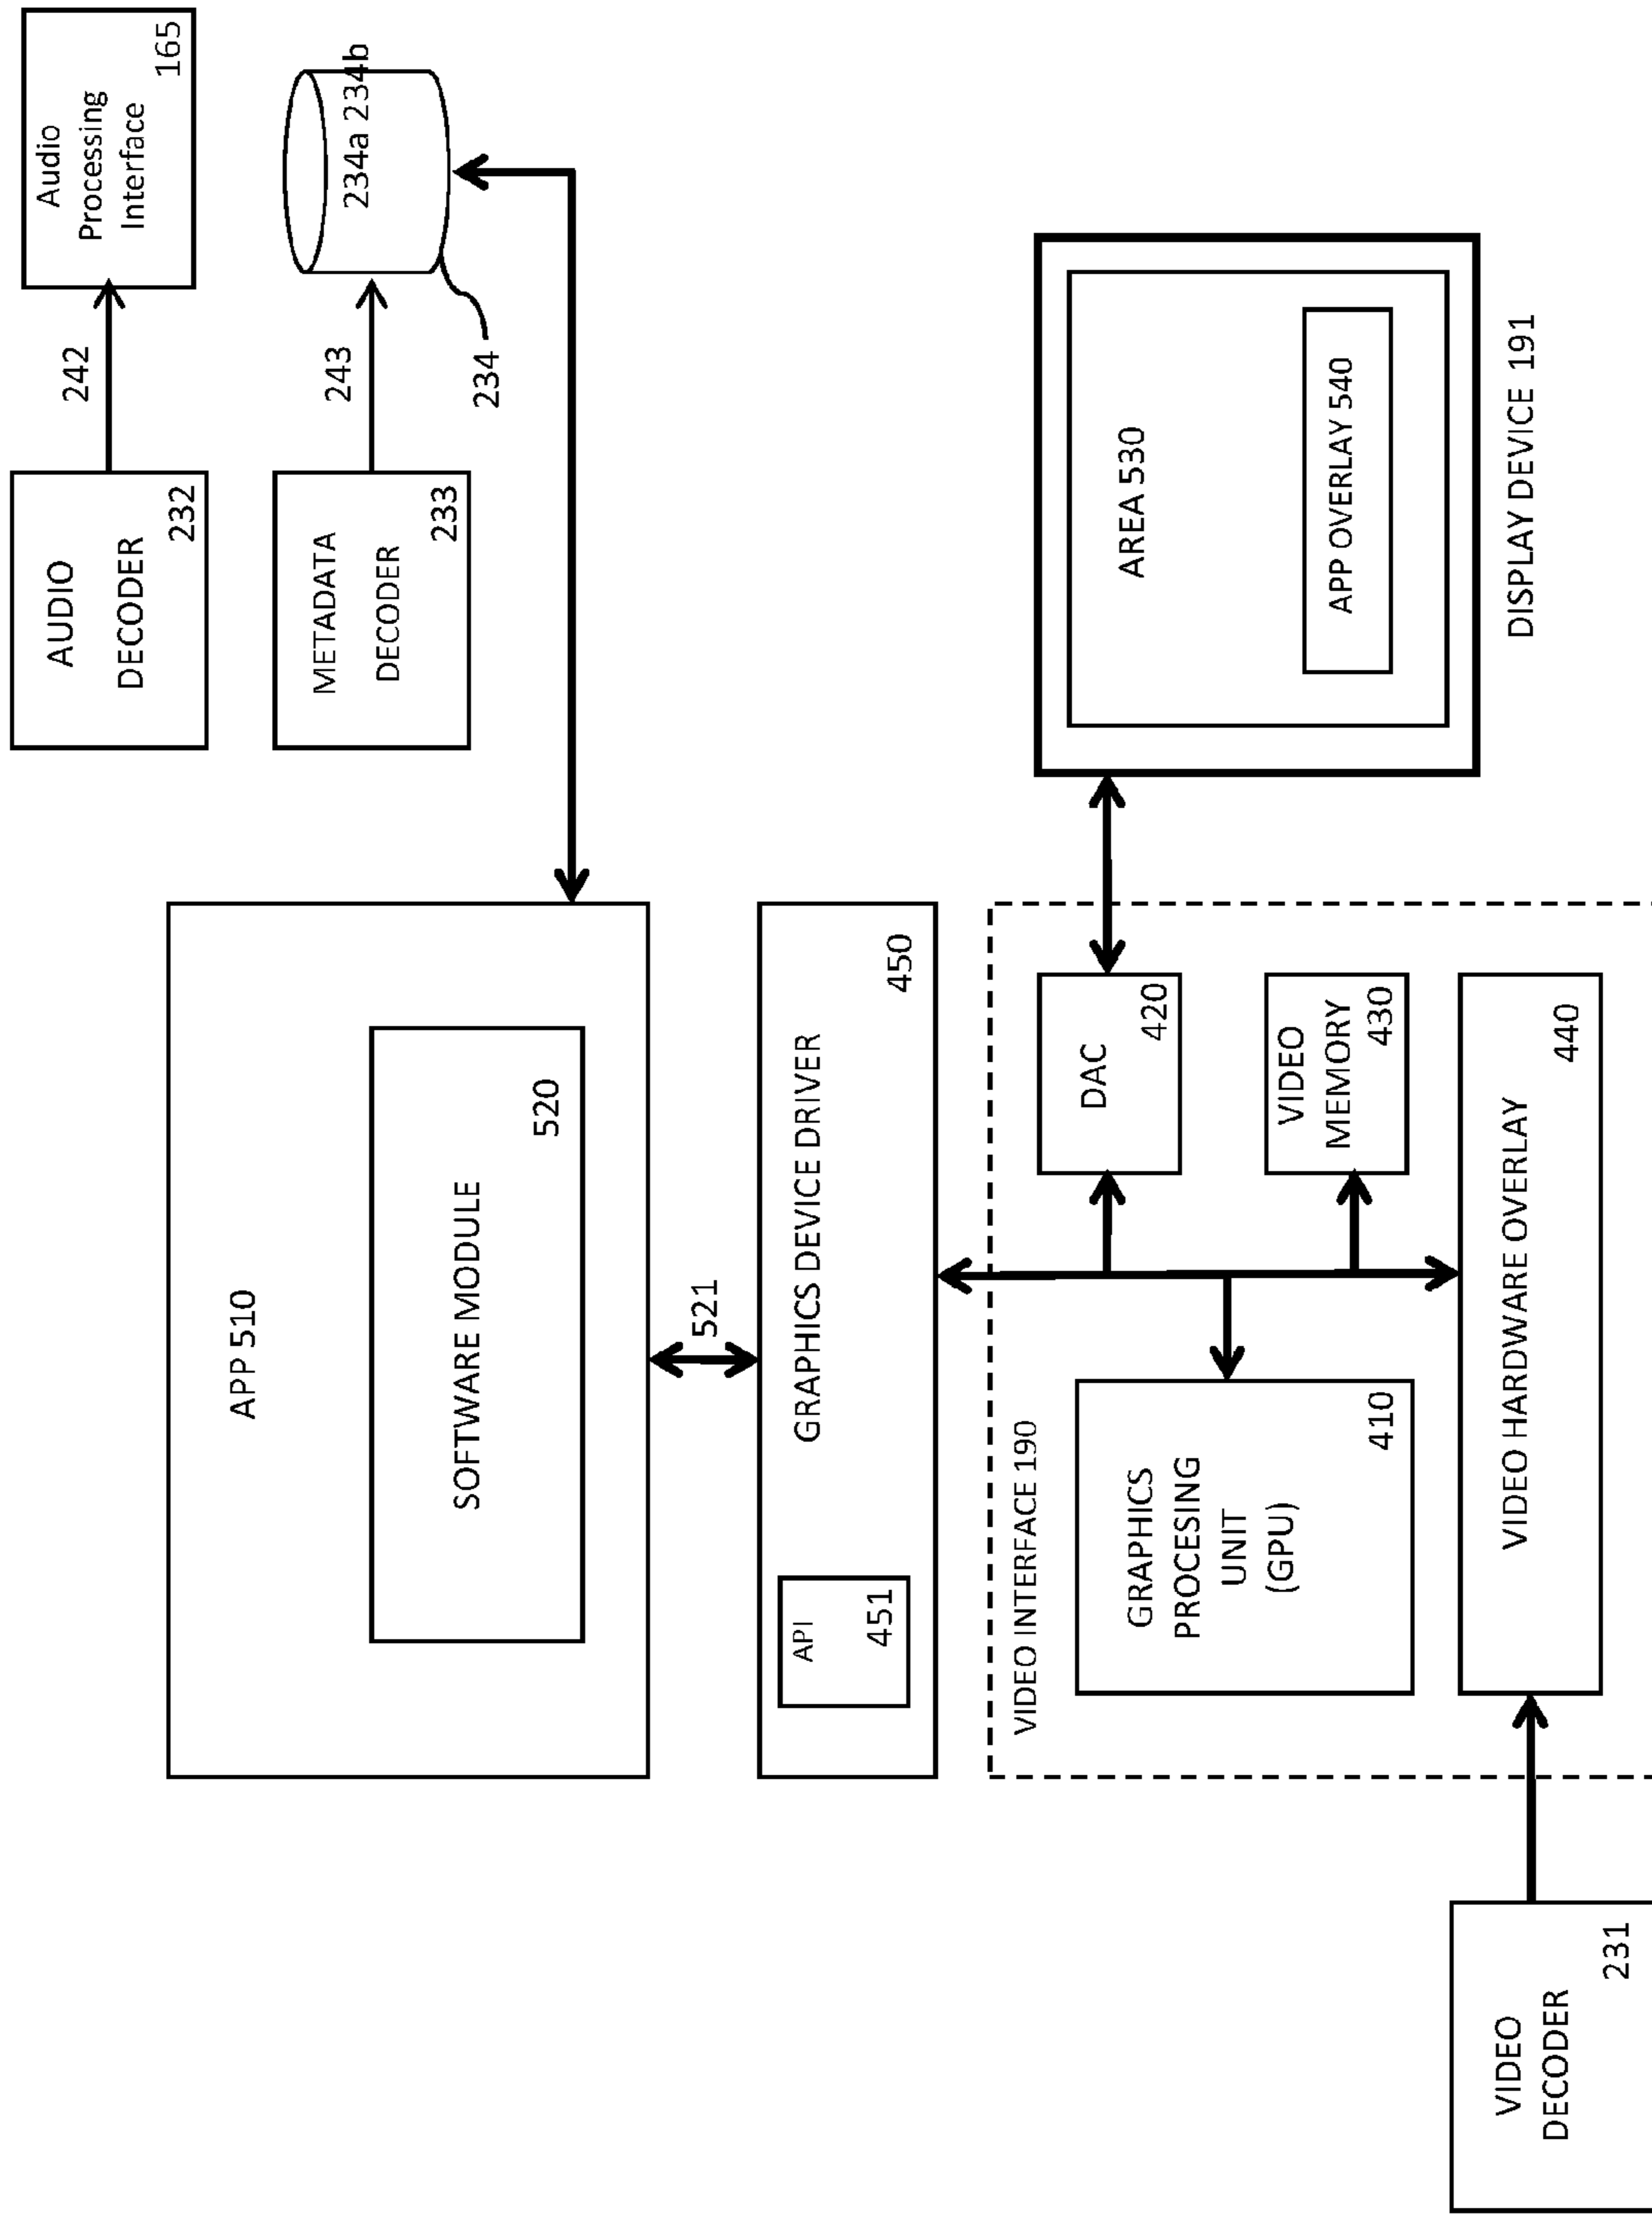 AUDIO
DECODER
232
242
Audio
Processing
Interface
165
METADATA
DECODER
233
243
234a 234b
234
APP 510
SOFTWARE MODULE
520
521
GRAPHICS DEVICE DRIVER
450
API
451
VIDEO INTERFACE 190
GRAPHICS
PROCESING
UNIT
(GPU)
410
DAC
420
VIDEO
MEMORY
430
VIDEO HARDWARE OVERLAY
440
AREA 530
APP OVERLAY 540
DISPLAY DEVICE 191
VIDEO
DECODER
231